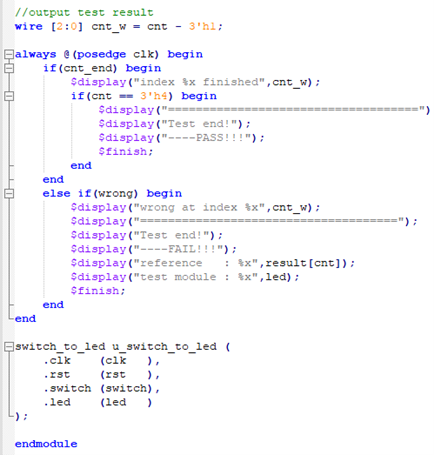 //output test result
wire [2:0] cnt_w = cnt - 3'h1;
always @(posedge clk) begin
if(cnt_end) begin
$display("index %x finished",cnt_w);
if(cnt == 3'h4) begin
$display("=====================================")
$display("Test end!");
$display("----PASS!!!");
$finish;
end
end
else if(wrong) begin
$display("wrong at index %x",cnt_w);
$display("======================================");
$display("Test end!");
$display("----FAIL!!!");
$display("reference   : %x",result[cnt]);
$display("test module : %x",led);
$finish;
end
end
switch_to_led u_switch_to_led (
.clk    (clk   ),
.rst    (rst   ),
.switch (switch),
.led    (led   )
);
endmodule